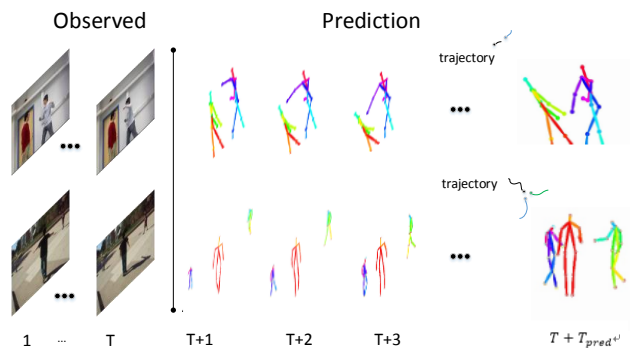 Observed
Prediction
trajectory
•••
•••
trajectory
•••
•••
1 ... T T+1 T+2 T+3 T + T_pred↵